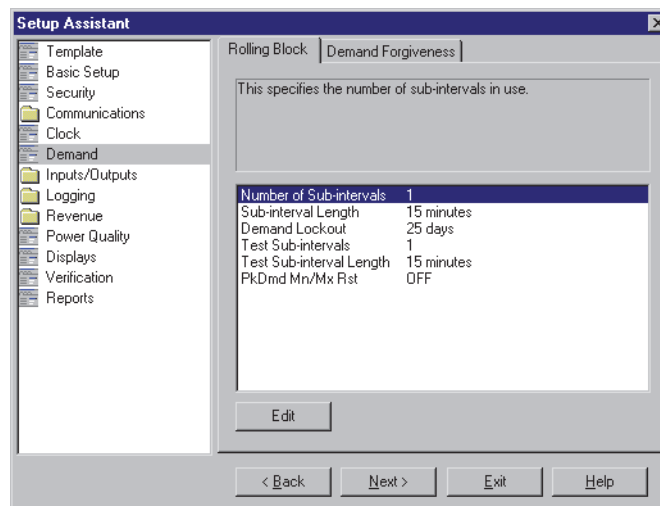 Setup Assistant
Template
Basic Setup
Security
Communications
Clock
Demand
Inputs/Outputs
Logging
Revenue
Power Quality
Displays
Verification
Reports
Rolling Block
Demand Forgiveness
This specifies the number of sub-intervals in use.
Number of Sub-intervals 1
Sub-interval Length 15 minutes
Demand Lockout 25 days
Test Sub-intervals 1
Test Sub-interval Length 15 minutes
PkDmd Mn/Mx Rst OFF
Edit
< Back Next > Exit Help